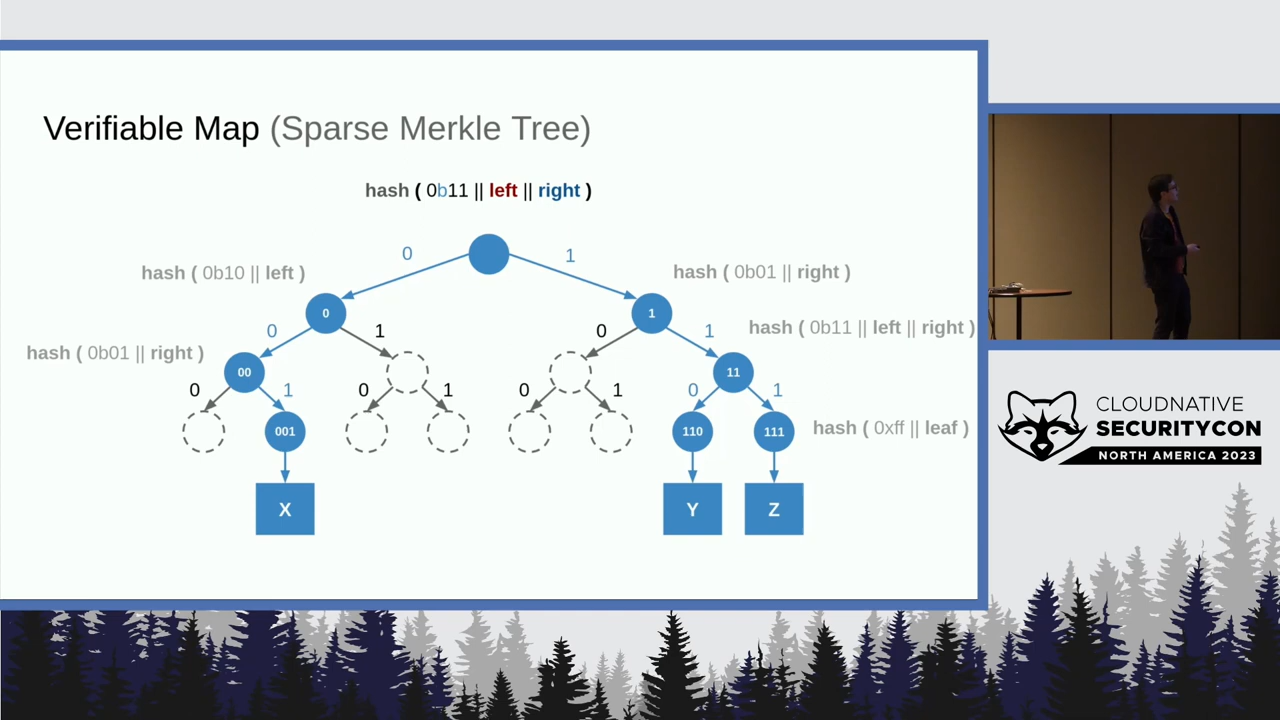 Verifiable Map (Sparse Merkle Tree)
hash ( 0b11 || left || right )
0
1
hash ( 0b10 || left )
hash ( 0b01 || right )
0
1
0
1
0
1
hash ( 0b11 || left || right )
hash ( 0b01 || right )
00
11
0
1
0
1
0
1
0
1
001
110
111
hash ( 0xff || leaf )
X
Y
Z
CLOUDNATIVE
SECURITYCON
NORTH AMERICA 2023